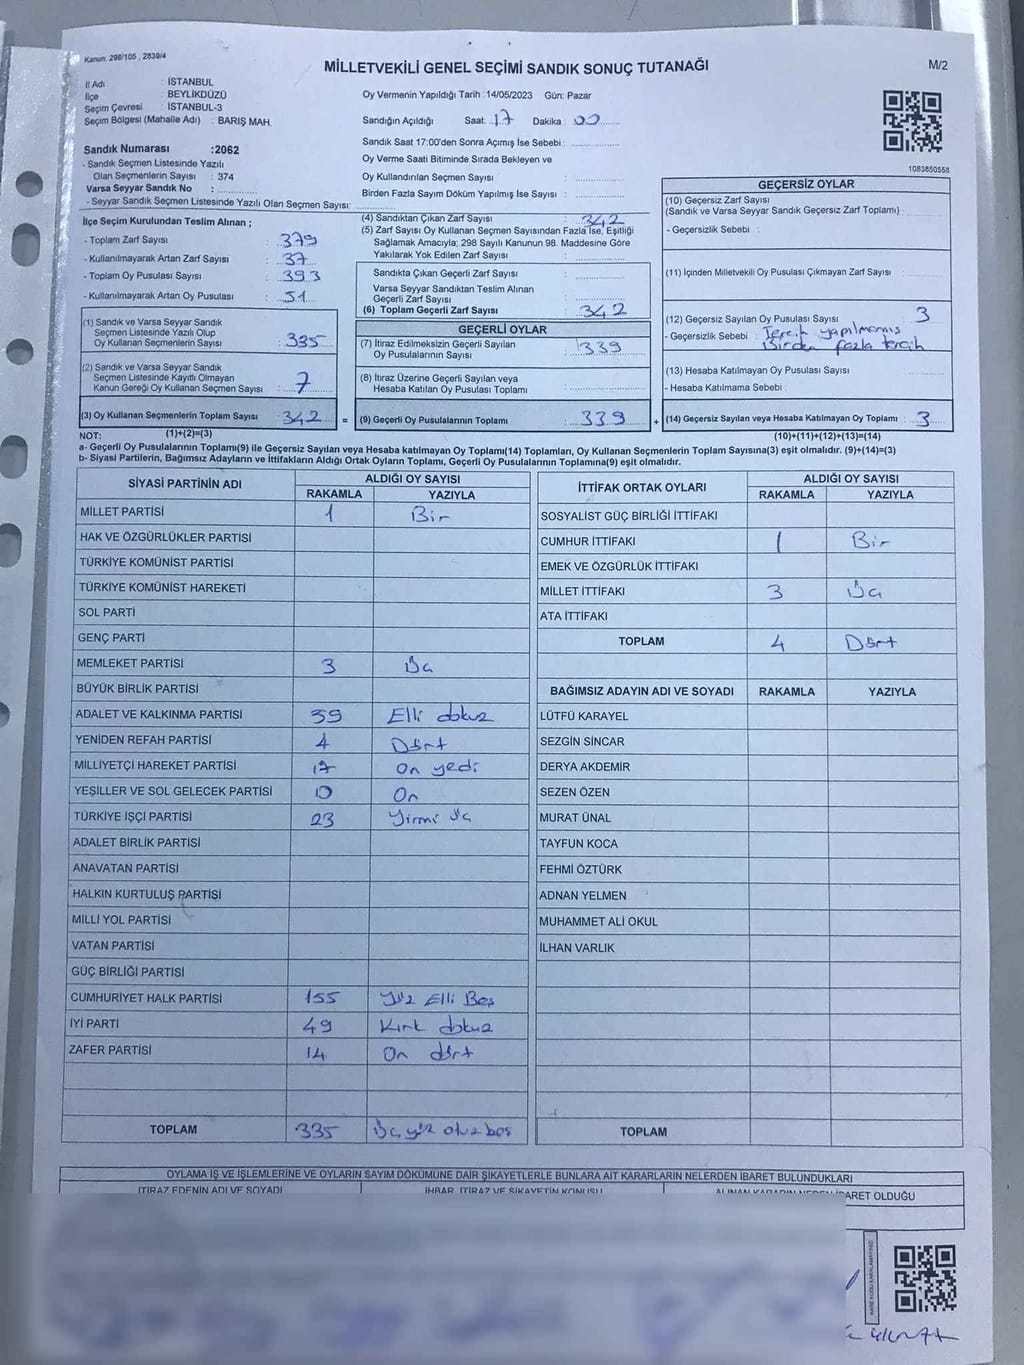 Kanun: 298/105 , 2839/4
MİLLETVEKİLİ GENEL SEÇİMİ SANDIK SONUÇ TUTANAĞI
M/2
İl Adı : İSTANBUL
İlçe : BEYLİKDÜZÜ
Seçim Çevresi : İSTANBUL-3
Seçim Bölgesi (Mahalle Adı) : BARIŞ MAH.
Oy Vermenin Yapıldığı Tarih :14/05/2023 Gün: Pazar
Sandığın Açıldığı Saat: 17 Dakika : 00
Sandık Saat 17:00'den Sonra Açılmış İse Sebebi :
Oy Verme Saati Bitiminde Sırada Bekleyen ve
Oy Kullandırılan Seçmen Sayısı :
Birden Fazla Sayım Döküm Yapılmış İse Sayısı :
1083850558
Sandık Numarası :2062
- Sandık Seçmen Listesinde Yazılı
Olan Seçmenlerin Sayısı : 374
Varsa Seyyar Sandık No :
- Seyyar Sandık Seçmen Listesinde Yazılı Olan Seçmen Sayısı:
İlçe Seçim Kurulundan Teslim Alınan ;
- Toplam Zarf Sayısı : 379
- Kullanılmayarak Artan Zarf Sayısı : 37
- Toplam Oy Pusulası Sayısı : 393
- Kullanılmayarak Artan Oy Pusulası : 51
(1) Sandık ve Varsa Seyyar Sandık
Seçmen Listesinde Yazılı Olup
Oy Kullanan Seçmenlerin Sayısı : 335
(2) Sandık ve Varsa Seyyar Sandık
Seçmen Listesinde Kayıtlı Olmayan
Kanun Gereği Oy Kullanan Seçmen Sayısı : 7
(3) Oy Kullanan Seçmenlerin Toplam Sayısı : 342 =
(1)+(2)=(3)
(4) Sandıktan Çıkan Zarf Sayısı : 342
(5) Zarf Sayısı Oy Kullanan Seçmen Sayısından Fazla İse, Eşitliği
Sağlamak Amacıyla; 298 Sayılı Kanunun 98. Maddesine Göre
Yakılarak Yok Edilen Zarf Sayısı :
Sandıkta Çıkan Geçerli Zarf Sayısı :
Varsa Seyyar Sandıktan Teslim Alınan
Geçerli Zarf Sayısı :
(6) Toplam Geçerli Zarf Sayısı : 342
GEÇERLİ OYLAR
(7) İtiraz Edilmeksizin Geçerli Sayılan
Oy Pusulalarının Sayısı : 339
(8) İtiraz Üzerine Geçerli Sayılan veya
Hesaba Katılan Oy Pusulası Toplamı :
(9) Geçerli Oy Pusulalarının Toplamı : 339 +
GEÇERSİZ OYLAR
(10) Geçersiz Zarf Sayısı
(Sandık ve Varsa Seyyar Sandık Geçersiz Zarf Toplamı) :
- Geçersizlik Sebebi :
(11) İçinden Milletvekili Oy Pusulası Çıkmayan Zarf Sayısı :
(12) Geçersiz Sayılan Oy Pusulası Sayısı : 3
- Geçersizlik Sebebi : Tercih yapılmamış
Birden fazla tercih
(13) Hesaba Katılmayan Oy Pusulası Sayısı :
- Hesaba Katılmama Sebebi :
(14) Geçersiz Sayılan veya Hesaba Katılmayan Oy Toplamı : 3
(10)+(11)+(12)+(13)=(14)
NOT:
a- Geçerli Oy Pusulalarının Toplamı(9) ile Geçersiz Sayılan veya Hesaba katılmayan Oy Toplamı(14) Toplamları, Oy Kullanan Seçmenlerin Toplam Sayısına(3) eşit olmalıdır. (9)+(14)=(3)
b- Siyasi Partilerin, Bağımsız Adayların ve İttifakların Aldığı Ortak Oyların Toplamı, Geçerli Oy Pusulalarının Toplamına(9) eşit olmalıdır.
SİYASİ PARTİNİN ADI ALDIĞI OY SAYISI
RAKAMLA YAZIYLA
MİLLET PARTİSİ 1 Bir
HAK VE ÖZGÜRLÜKLER PARTİSİ
TÜRKİYE KOMÜNİST PARTİSİ
TÜRKİYE KOMÜNİST HAREKETİ
SOL PARTİ
GENÇ PARTİ
MEMLEKET PARTİSİ 3 Üç
BÜYÜK BİRLİK PARTİSİ
ADALET VE KALKINMA PARTİSİ 59 Elli dokuz
YENİDEN REFAH PARTİSİ 4 Dört
MİLLİYETÇİ HAREKET PARTİSİ 17 On yedi
YEŞİLLER VE SOL GELECEK PARTİSİ 10 On
TÜRKİYE İŞÇİ PARTİSİ 23 Yirmi üç
ADALET BİRLİK PARTİSİ
ANAVATAN PARTİSİ
HALKIN KURTULUŞ PARTİSİ
MİLLİ YOL PARTİSİ
VATAN PARTİSİ
GÜÇ BİRLİĞİ PARTİSİ
CUMHURİYET HALK PARTİSİ 155 Yüz Elli Beş
İYİ PARTİ 49 Kırk dokuz
ZAFER PARTİSİ 14 On dört
TOPLAM 335 Üç yüz otuz beş
İTTİFAK ORTAK OYLARI ALDIĞI OY SAYISI
RAKAMLA YAZIYLA
SOSYALİST GÜÇ BİRLİĞİ İTTİFAKI
CUMHUR İTTİFAKI 1 Bir
EMEK VE ÖZGÜRLÜK İTTİFAKI
MİLLET İTTİFAKI 3 Üç
ATA İTTİFAKI
TOPLAM 4 Dört
BAĞIMSIZ ADAYIN ADI VE SOYADI RAKAMLA YAZIYLA
LÜTFÜ KARAYEL
SEZGİN SİNCAR
DERYA AKDEMİR
SEZEN ÖZEN
MURAT ÜNAL
TAYFUN KOCA
FEHMİ ÖZTÜRK
ADNAN YELMEN
MUHAMMET ALİ OKUL
İLHAN VARLIK
TOPLAM
OYLAMA İŞ VE İŞLEMLERİNE VE OYLARIN SAYIM DÖKÜMÜNE DAİR ŞİKAYETLERLE BUNLARA AİT KARARLARIN NELERDEN İBARET BULUNDUKLARI
İTİRAZ EDENİN ADI VE SOYADI İHBAR, İTİRAZ VE ŞİKAYETİN KONUSU ALINAN KARARIN NEDEN İBARET OLDUĞU